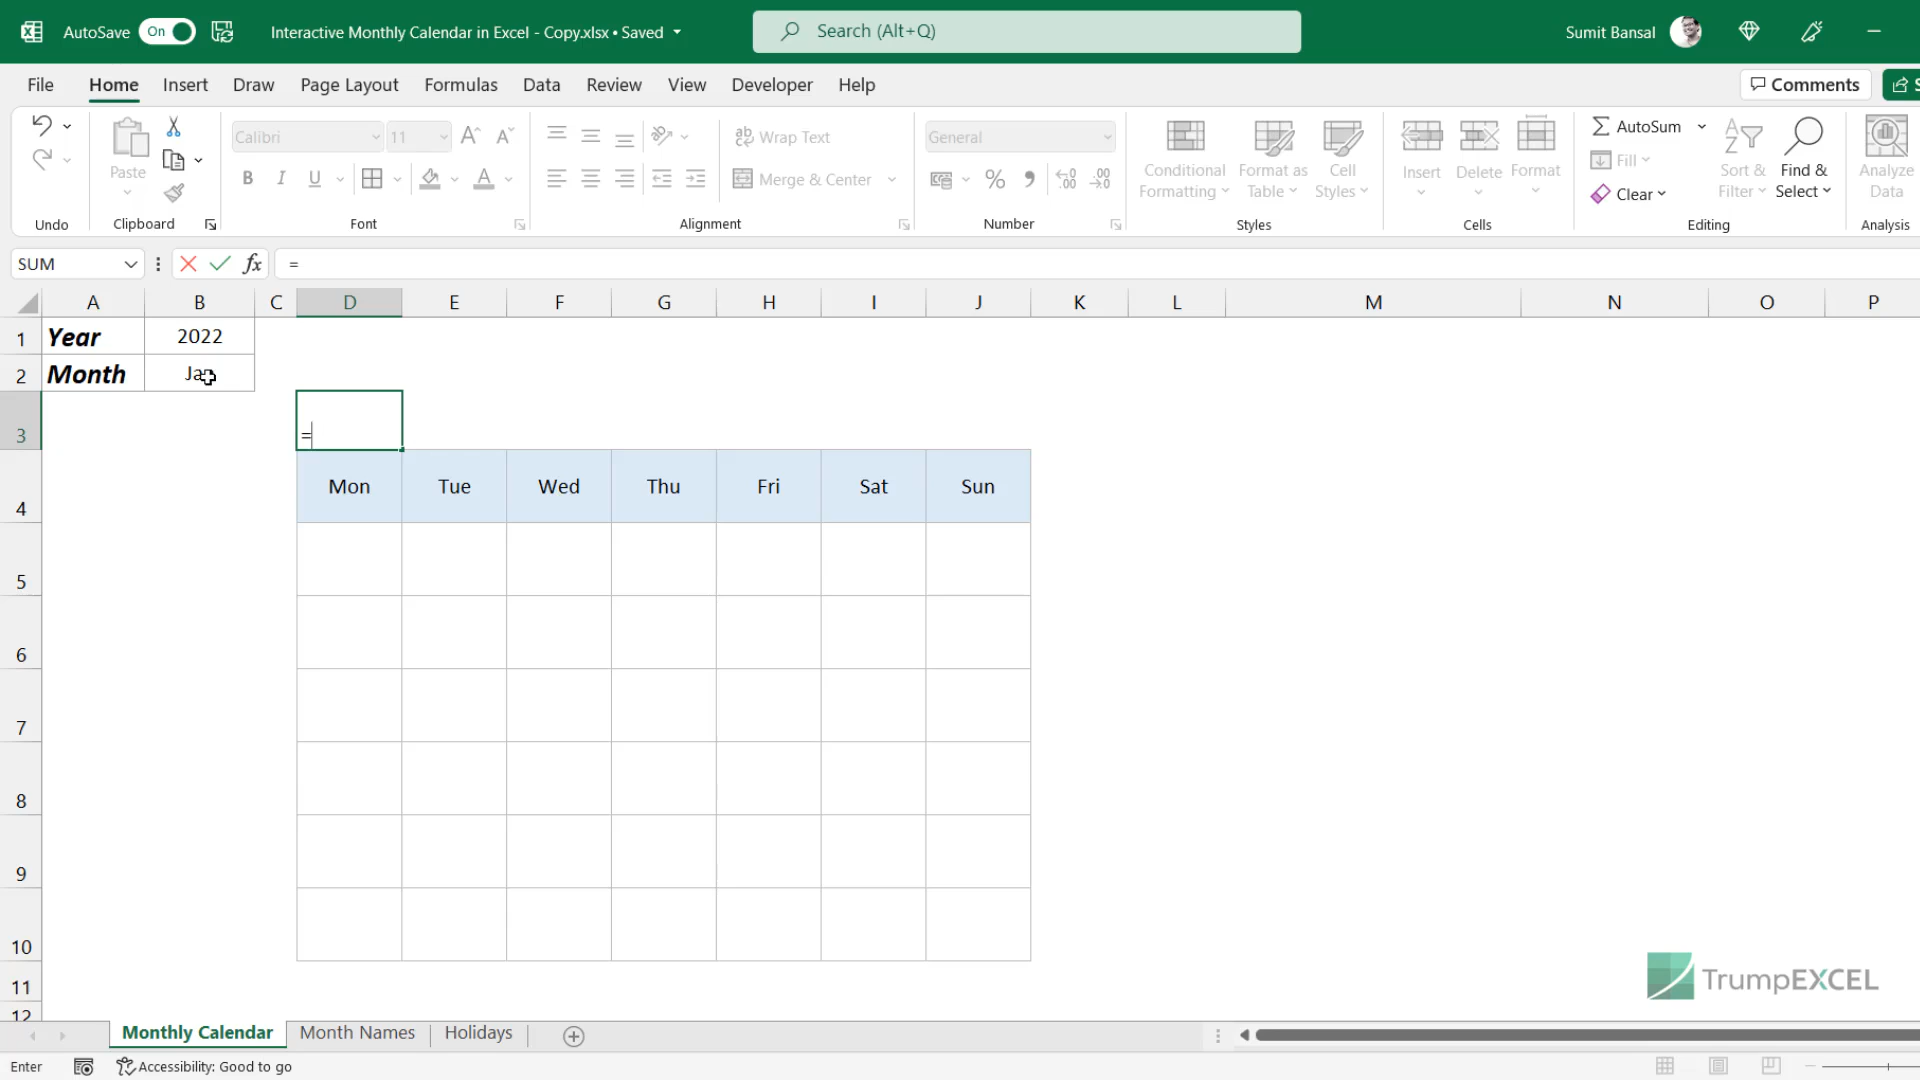 AutoSave On Interactive Monthly Calendar in Excel - Copy.xlsx • Saved Search (Alt+Q) Sumit Bansal
File Home Insert Draw Page Layout Formulas Data Review View Developer Help Comments
Calibri 11 Wrap Text General AutoSum
Paste Conditional Formatting Format as Table Cell Styles Insert Delete Format Fill Sort & Filter Find & Select Analyze Data
B I U Merge & Center % Clear
Undo Clipboard Font Alignment Number Styles Cells Editing Analysis
SUM fx =
A B C D E F G H I J K L M N O P
1 Year 2022
2 Month
3 =
4 Mon Tue Wed Thu Fri Sat Sun
5
6
7
8
9
10
11
12
TrumpEXCEL
Monthly Calendar Month Names Holidays
Enter Accessibility: Good to go